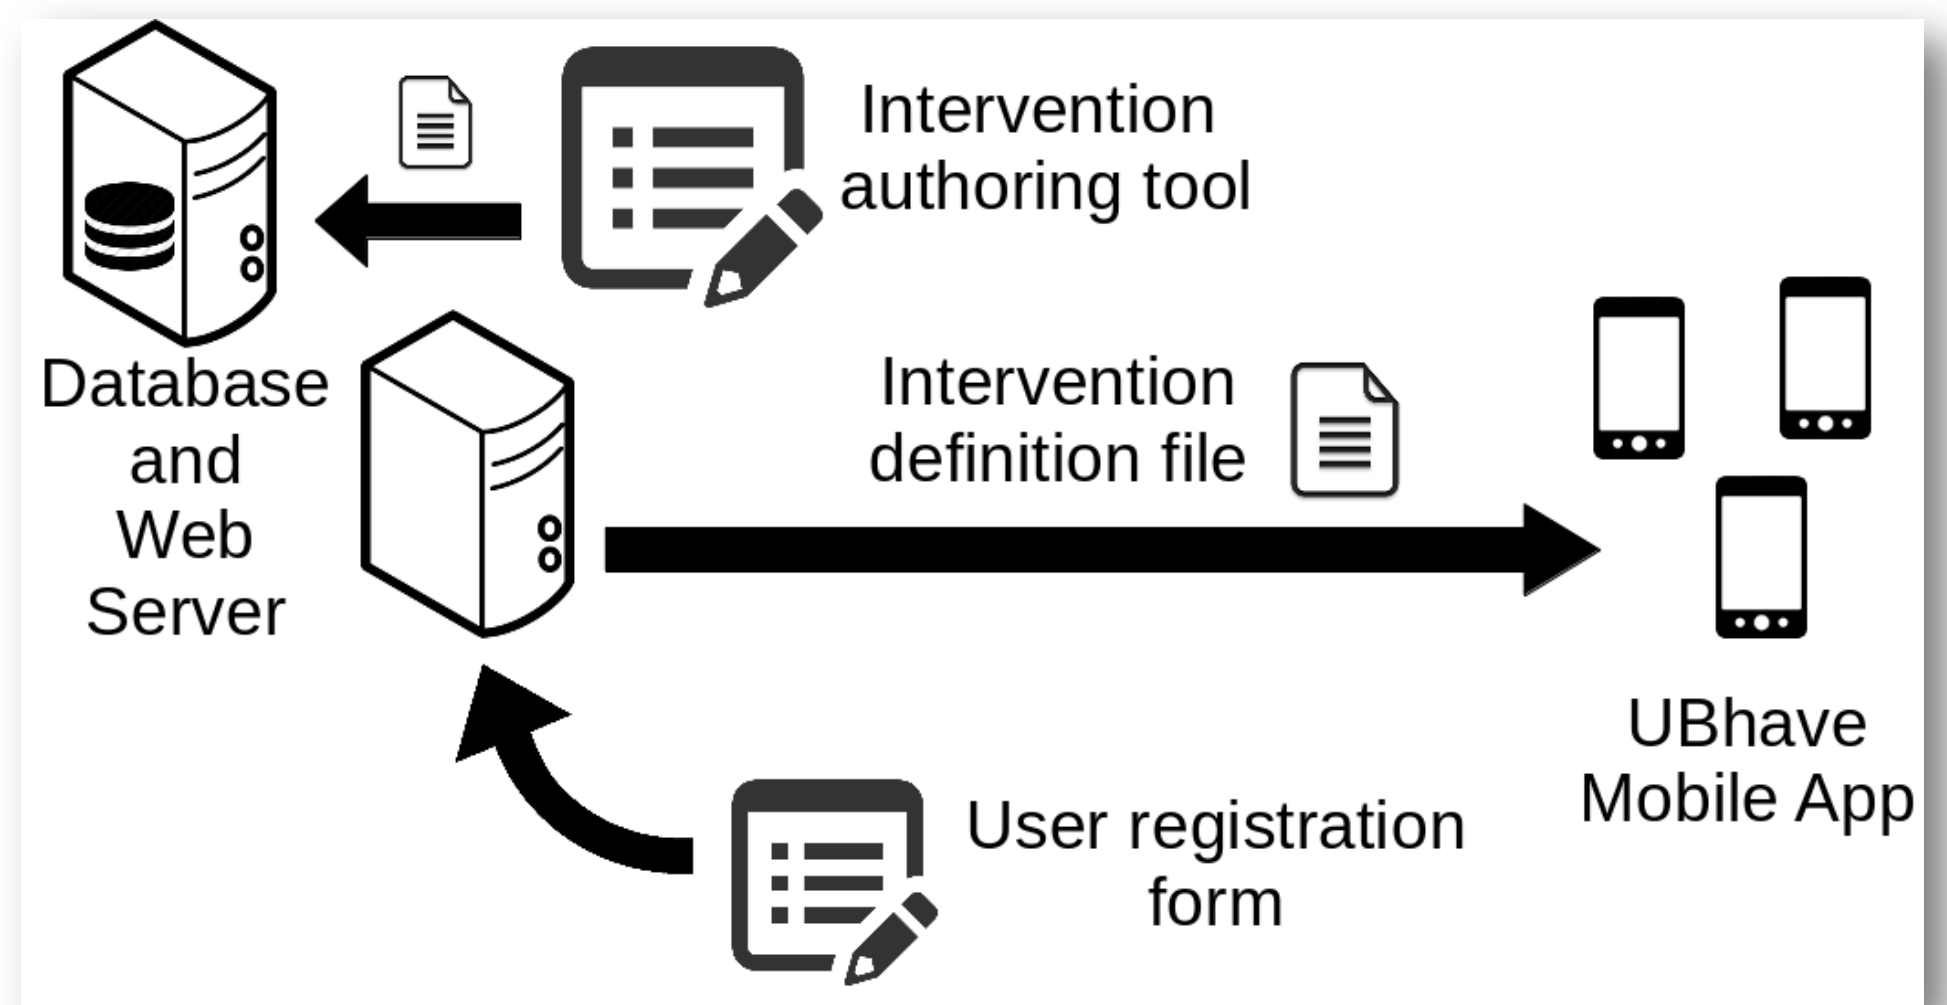 Intervention
authoring tool
Database
and
Web
Server
Intervention
definition file
UBhave
Mobile App
User registration
form